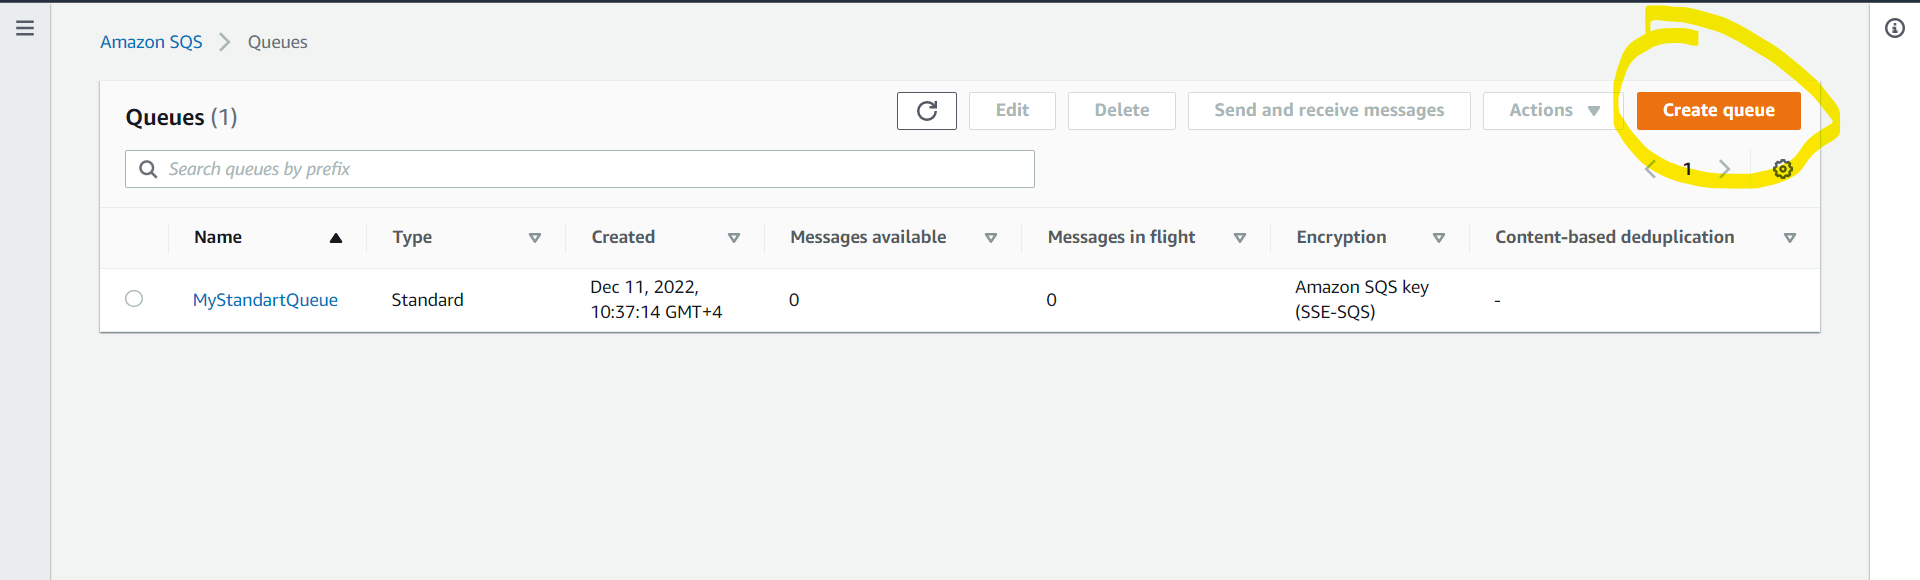 Amazon SQS > Queues
Queues (1)
Edit
Delete
Send and receive messages
Actions
Create queue
Search queues by prefix
1
Name
Type
Created
Messages available
Messages in flight
Encryption
Content-based deduplication
MyStandartQueue
Standard
Dec 11, 2022,
10:37:14 GMT+4
0
0
Amazon SQS key
(SSE-SQS)
-